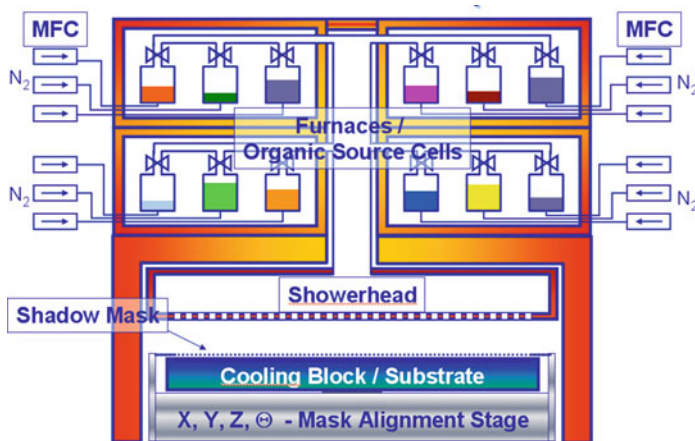 MFC
MFC
N2
N2
Furnaces /
Organic Source Cells
N2
N2
Showerhead
Shadow Mask
Cooling Block / Substrate
X, Y, Z, Θ - Mask Alignment Stage